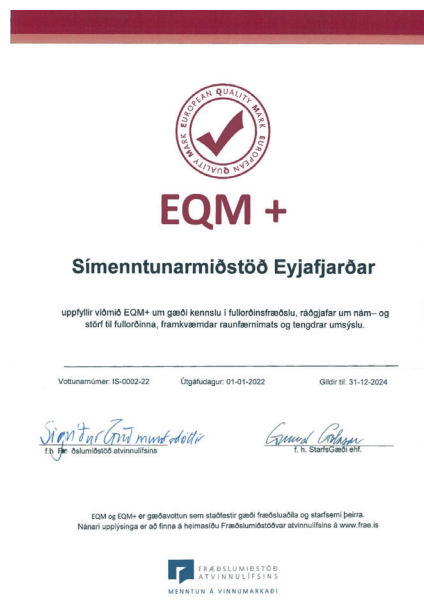 EUROPEAN QUALITY MARK EUROPEAN QUALITY MARK
EQM +
Símenntunarmiðstöð Eyjafjarðar
uppfyllir viðmið EQM+ um gæði kennslu í fullorðinsfræðslu, ráðgjafar um nám– og
störf til fullorðinna, framkvæmdar raunfærnimats og tengdrar umsýslu.
Vottunarnúmer: IS-0002-22 Útgáfudagur: 01-01-2022 Gildir til: 31-12-2024
f.h. Fræðslumiðstöð atvinnulífsins f. h. StarfsGæði ehf.
EQM og EQM+ er gæðavottun sem staðfestir gæði fræðsluaðila og starfsemi þeirra.
Nánari upplýsinga er að finna á heimasíðu Fræðslumiðstöðvar atvinnulífsins á www.frae.is
FRÆÐSLUMIÐSTÖÐ
ATVINNULÍFSINS
MENNTUN Á VINNUMARKAÐI